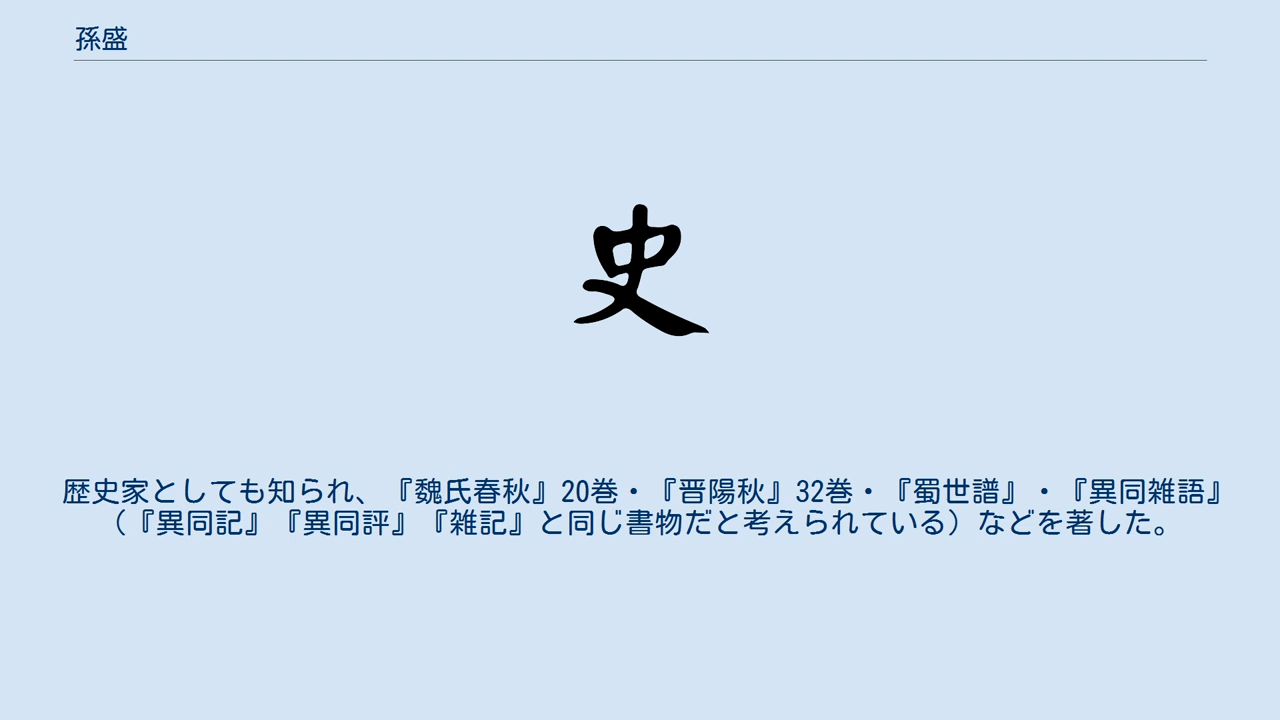 孫盛
史
歴史家としても知られ、『魏氏春秋』20巻・『晋陽秋』32巻・『蜀世譜』・『異同雑語』
（『異同記』『異同評』『雑記』と同じ書物だと考えられている）などを著した。